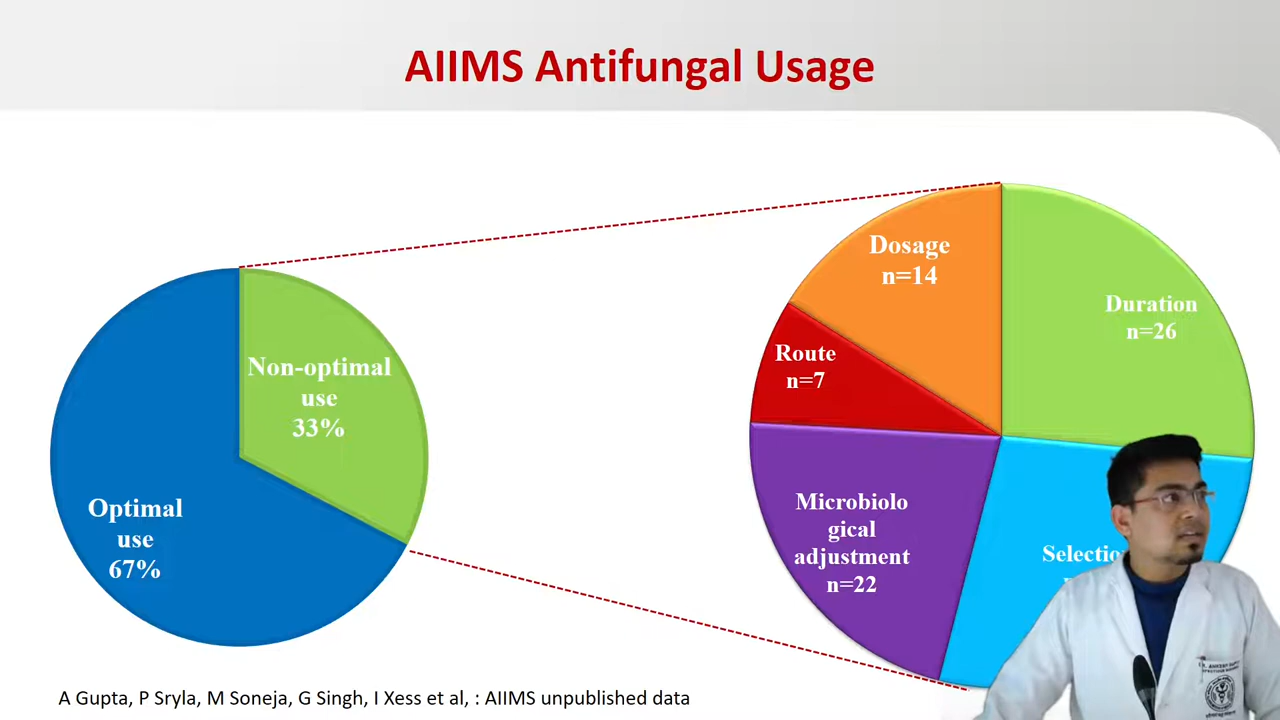 AIIMS Antifungal Usage
Non-optimal
use
33%
Optimal
use
67%
Dosage
n=14
Duration
n=26
Route
n=7
Microbiolo
gical
adjustment
n=22
A Gupta, P Sryla, M Soneja, G Singh, I Xess et al, : AIIMS unpublished data